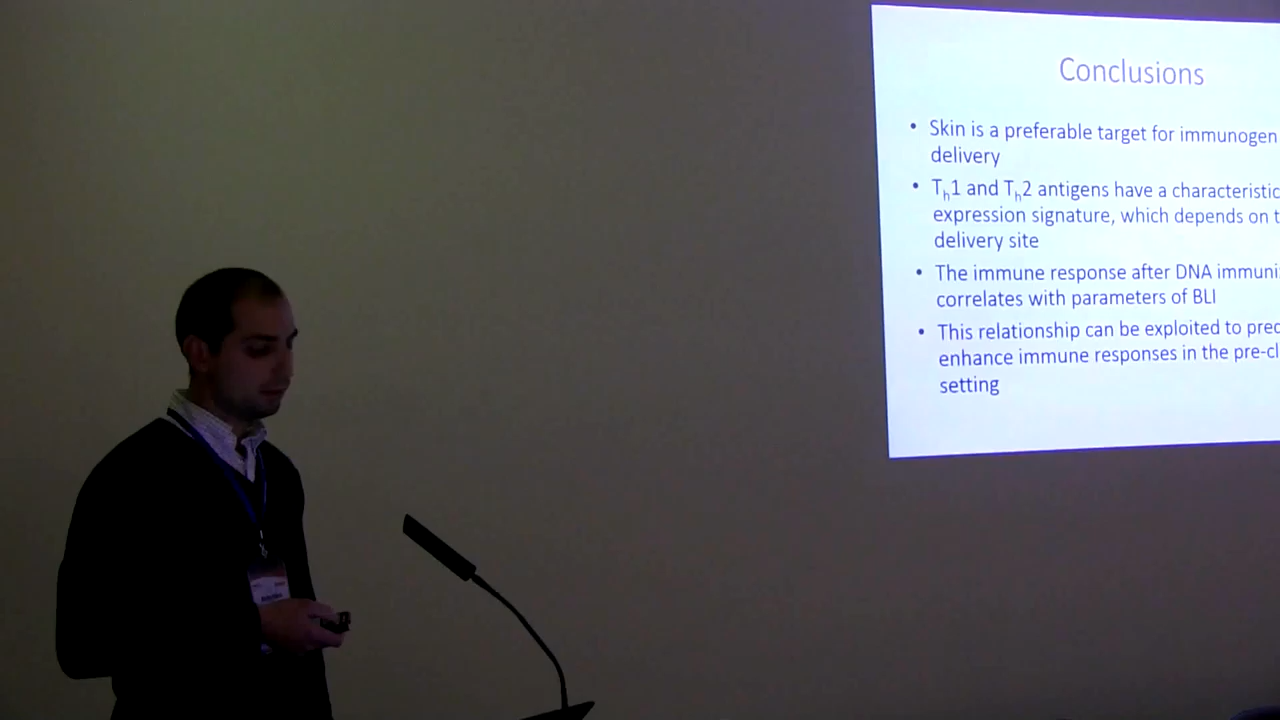 Conclusions
• Skin is a preferable target for immunogen
delivery
• Th1 and Th2 antigens have a characteristic
expression signature, which depends on t
delivery site
• The immune response after DNA immuni
correlates with parameters of BLI
• This relationship can be exploited to pred
enhance immune responses in the pre-cl
setting